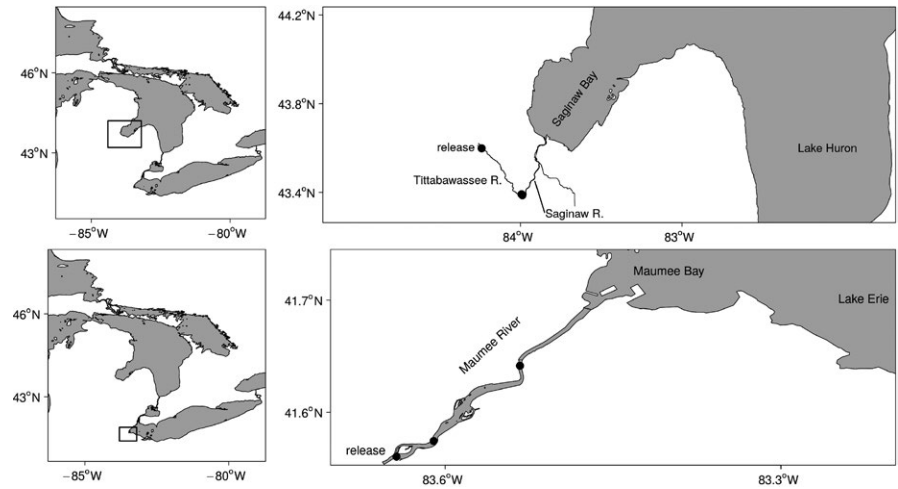 46°N
43°N
−85°W
−80°W
44.2°N
43.8°N
43.4°N
84°W
83°W
release
Tittabawassee R.
Saginaw R.
Saginaw Bay
Lake Huron
46°N
43°N
−85°W
−80°W
41.7°N
41.6°N
83.6°W
83.3°W
Maumee Bay
Lake Erie
Maumee River
release